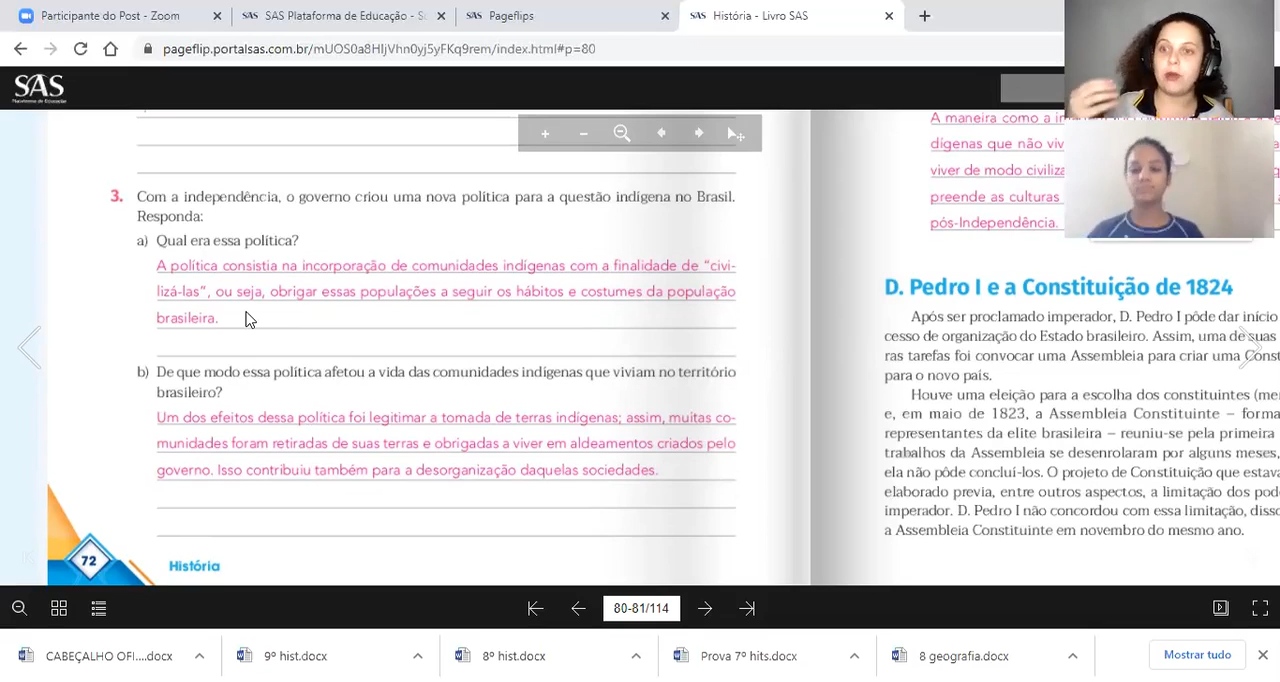 Participante do Post - Zoom
SAS Plataforma de Educação - S
Pageflips
História - Livro SAS
pageflip.portalsas.com.br/mUOS0a8HIjVhn0yj5yFKq9rem/index.html#p=80
SAS
Plataforma de Educação
3. Com a independência, o governo criou uma nova política para a questão indígena no Brasil.
Responda:
a) Qual era essa política?
A política consistia na incorporação de comunidades indígenas com a finalidade de “civi-
lizá-las”, ou seja, obrigar essas populações a seguir os hábitos e costumes da população
brasileira.
b) De que modo essa política afetou a vida das comunidades indígenas que viviam no território
brasileiro?
Um dos efeitos dessa política foi legitimar a tomada de terras indígenas; assim, muitas co-
munidades foram retiradas de suas terras e obrigadas a viver em aldeamentos criados pelo
governo. Isso contribuiu também para a desorganização daquelas sociedades.
72
História
A maneira como a
dígenas que não viv
viver de modo civiliza
preende as culturas
pós-Independência.
D. Pedro I e a Constituição de 1824
Após ser proclamado imperador, D. Pedro I pôde dar início
cesso de organização do Estado brasileiro. Assim, uma de suas
ras tarefas foi convocar uma Assembleia para criar uma Const
para o novo país.
Houve uma eleição para a escolha dos constituintes (me
e, em maio de 1823, a Assembleia Constituinte – forma
representantes da elite brasileira – reuniu-se pela primeira
trabalhos da Assembleia se desenrolaram por alguns meses,
ela não pôde concluí-los. O projeto de Constituição que estava
elaborado previa, entre outros aspectos, a limitação dos pod
imperador. D. Pedro I não concordou com essa limitação, diss
a Assembleia Constituinte em novembro do mesmo ano.
80-81/114
CABEÇALHO OFI....docx
9º hist.docx
8º hist.docx
Prova 7º hits.docx
8 geografia.docx
Mostrar tudo